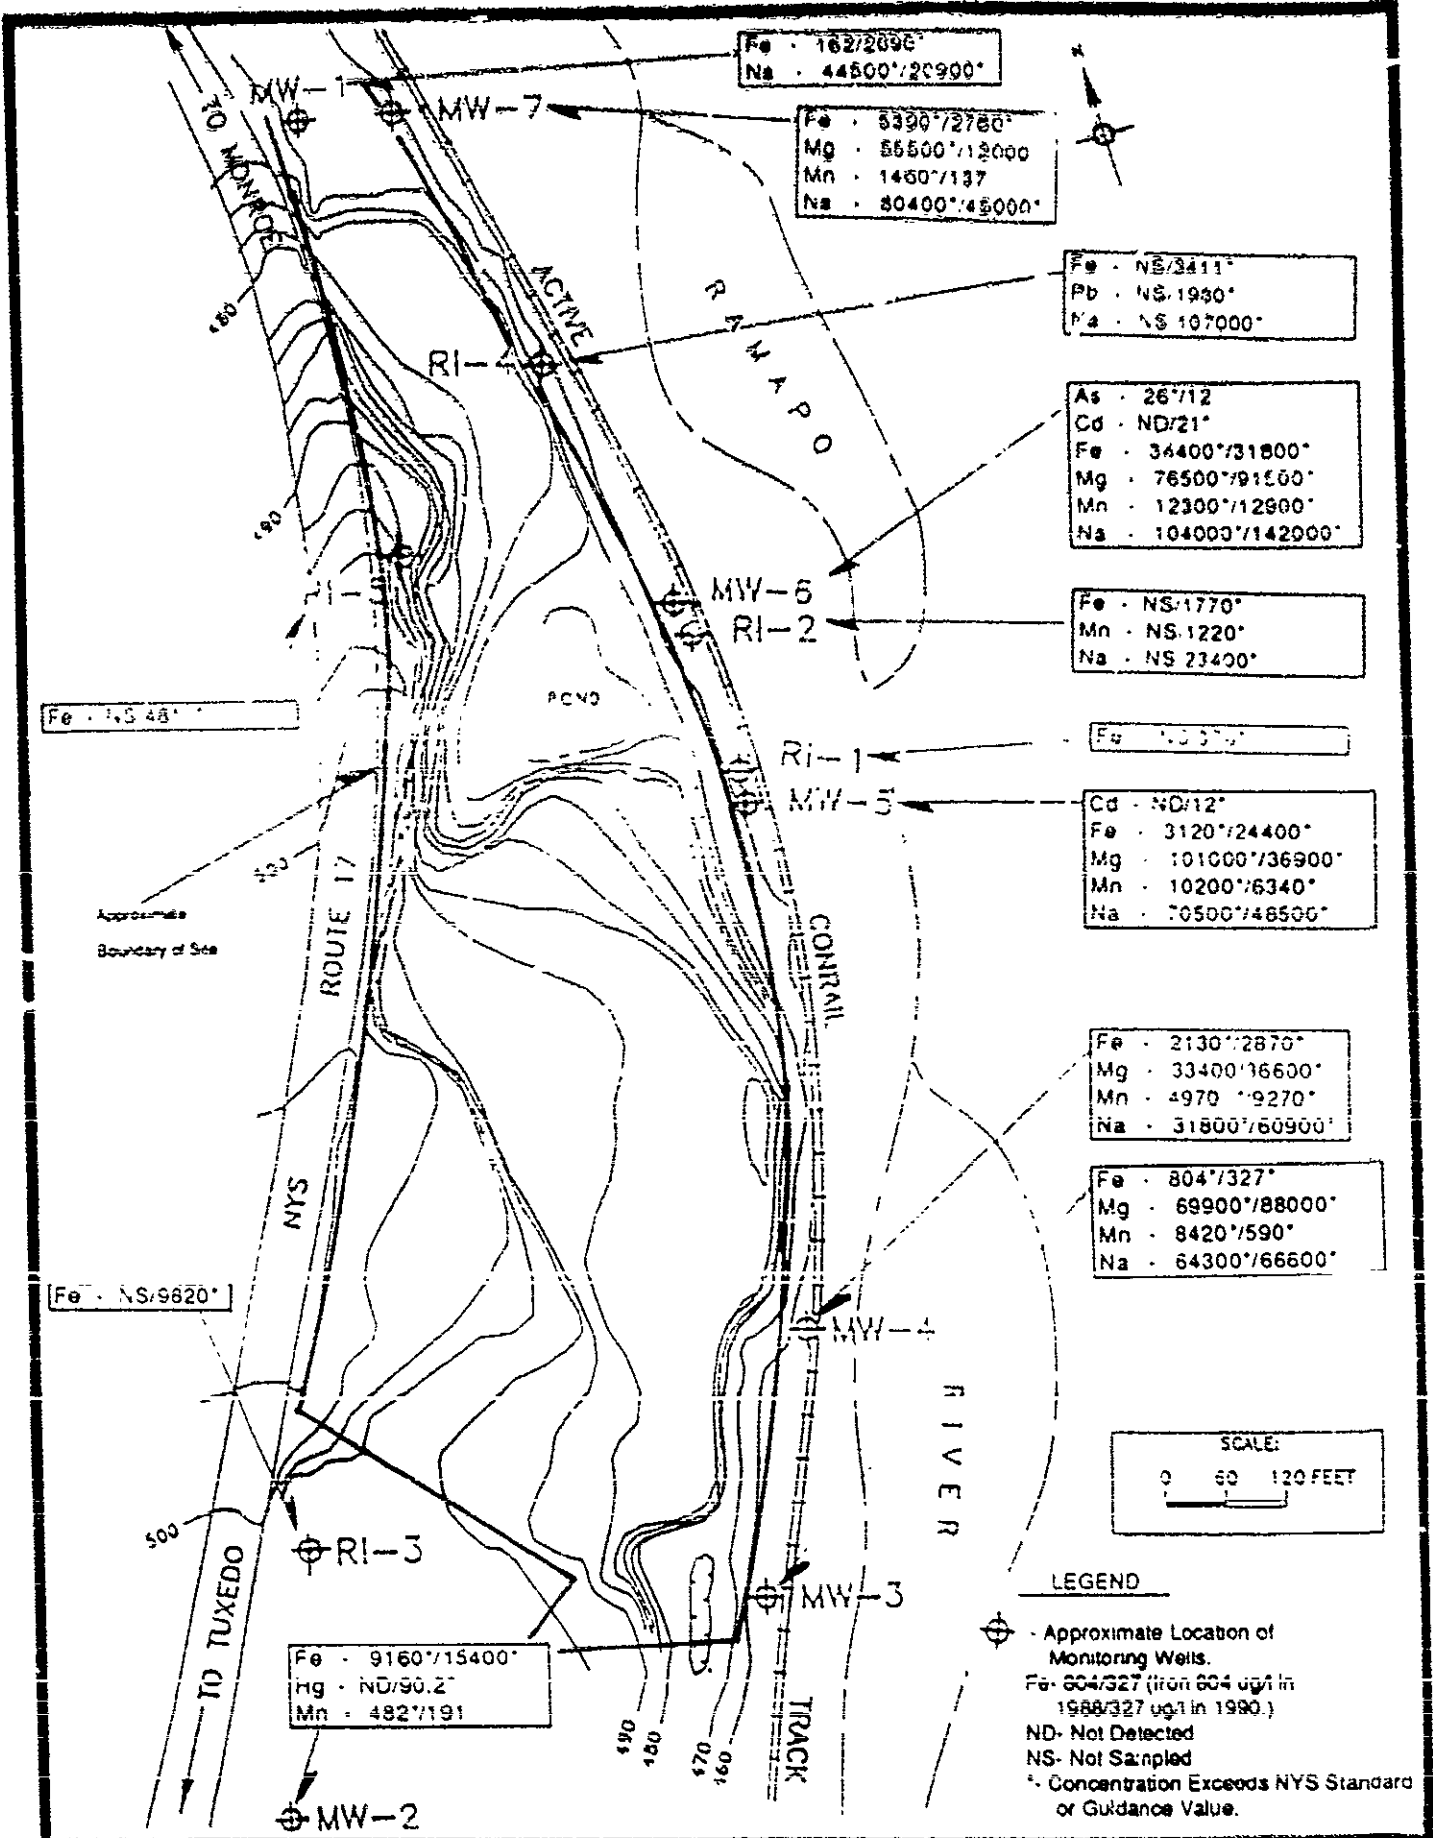 Fe - 162/2090*
Na - 44500*/20900*
MW-1
MW-7
Fe - 5390*/2760*
Mg - 55500*/12000
Mn - 1460*/137
Na - 80400*/45000*
TO MONROE
N
Fe - NS/3411*
Pb - NS/1980*
Na - NS 107000*
480
ACTIVE
RAMAPO
RI-4
As - 26*/12
Cd - ND/21*
Fe - 34400*/31800*
Mg - 76500*/91500*
Mn - 12300*/12900*
Na - 104000*/142000*
490
MW-6
RI-2
Fe - NS/1770*
Mn - NS/1220*
Na - NS 23400*
POND
Fe - NS
Fe
RI-1
MW-5
Cd - ND/12*
Fe - 3120*/24400*
Mg - 101000*/36900*
Mn - 10200*/6340*
Na - 70500*/48500*
Approximate
Boundary of Site
ROUTE 17
CONRAIL
Fe - 2130*/2870*
Mg - 33400/36600*
Mn - 4970 */9270*
Na - 31800*/60900*
NYS
Fe - 804*/327*
Mg - 69900*/88000*
Mn - 8420*/590*
Na - 64300*/66600*
Fe - NS/9620*
MW-4
RIVER
SCALE:
0 60 120 FEET
500
RI-3
TO TUXEDO
MW-3
LEGEND
- Approximate Location of
Monitoring Wells.
Fe- 804/327 (Iron 804 ug/l in
1988/327 ug/l in 1990.)
ND- Not Detected
NS- Not Sampled
*- Concentration Exceeds NYS Standard
or Guidance Value.
Fe - 9160*/15400*
Hg - ND/90.2*
Mn - 482*/191
490
480
470
460
TRACK
MW-2